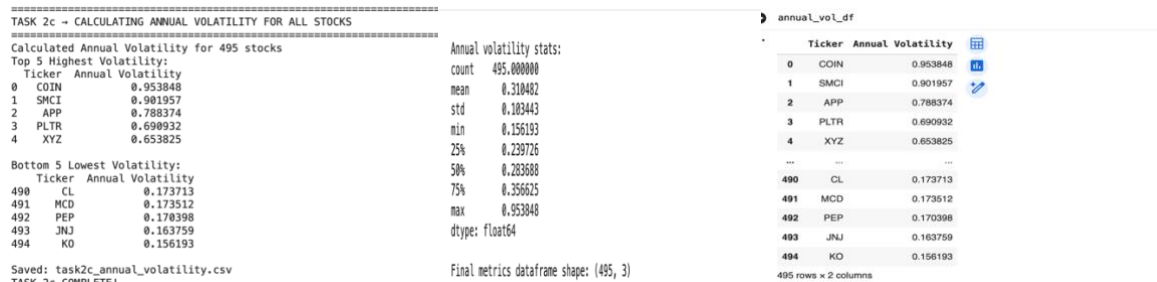 TASK 2c → CALCULATING ANNUAL VOLATILITY FOR ALL STOCKS
Calculated Annual Volatility for 495 stocks
Top 5 Highest Volatility:
Ticker Annual Volatility
0 COIN 0.953848
1 SMCI 0.901957
2 APP 0.788374
3 PLTR 0.690932
4 XYZ 0.653825
Bottom 5 Lowest Volatility:
Ticker Annual Volatility
490 CL 0.173713
491 MCD 0.173512
492 PEP 0.170398
493 JNJ 0.163759
494 KO 0.156193
Saved: task2c_annual_volatility.csv
TASK 2c COMPLETE!
Annual volatility stats:
count 495.000000
mean 0.310482
std 0.103443
min 0.156193
25% 0.239726
50% 0.283688
75% 0.356625
max 0.953848
dtype: float64
Final metrics dataframe shape: (495, 3)
annual_vol_df
Ticker Annual Volatility
0 COIN 0.953848
1 SMCI 0.901957
2 APP 0.788374
3 PLTR 0.690932
4 XYZ 0.653825
... ... ...
490 CL 0.173713
491 MCD 0.173512
492 PEP 0.170398
493 JNJ 0.163759
494 KO 0.156193
495 rows × 2 columns